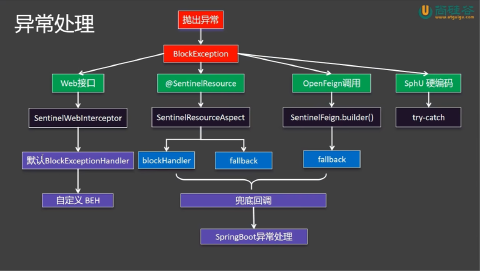 异常处理
尚硅谷
www.atguigu.com
抛出异常
BlockException
Web接口
@SentinelResource
OpenFeign调用
SphU 硬编码
SentinelWebInterceptor
SentinelResourceAspect
SentinelFeign.builder()
try-catch
默认BlockExceptionHandler
blockHandler
fallback
fallback
自定义 BEH
兜底回调
SpringBoot异常处理